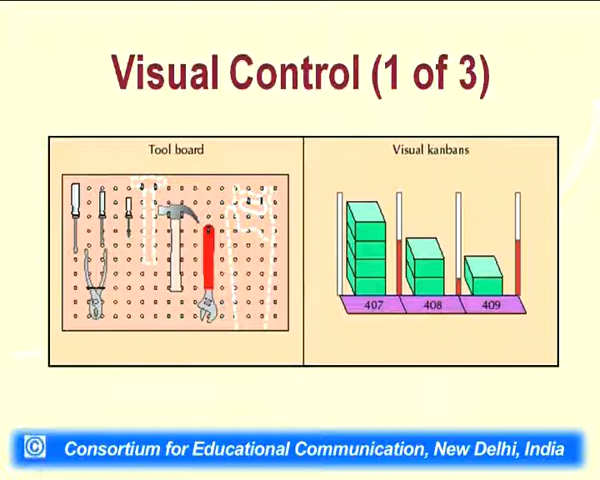 Visual Control (1 of 3)
Tool board
Visual kanbans
407
408
409
© Consortium for Educational Communication, New Delhi, India